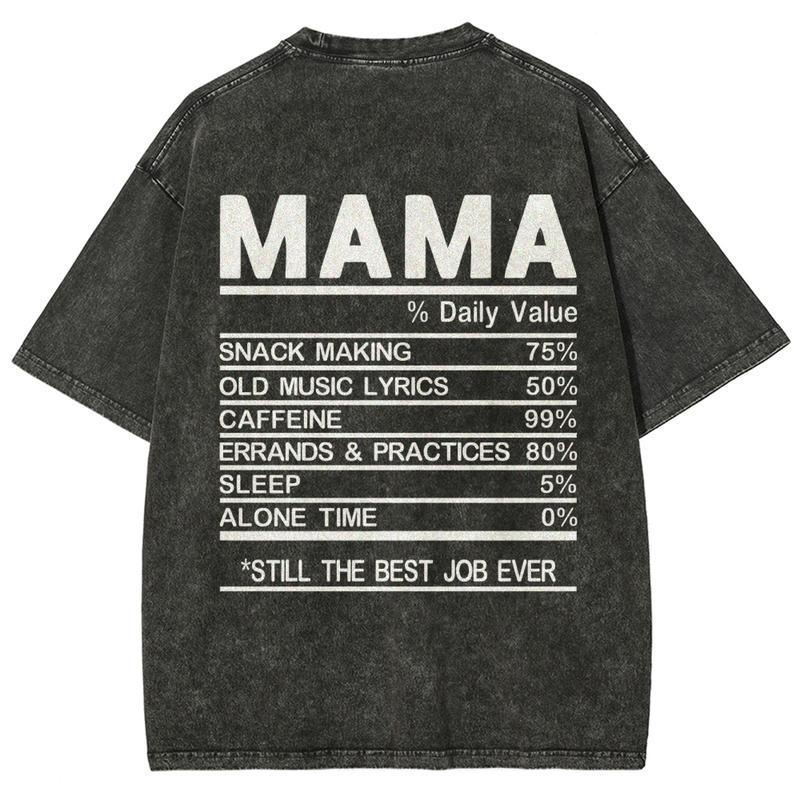 MAMA
% Daily Value
SNACK MAKING 75%
OLD MUSIC LYRICS 50%
CAFFEINE 99%
ERRANDS & PRACTICES 80%
SLEEP 5%
ALONE TIME 0%
*STILL THE BEST JOB EVER